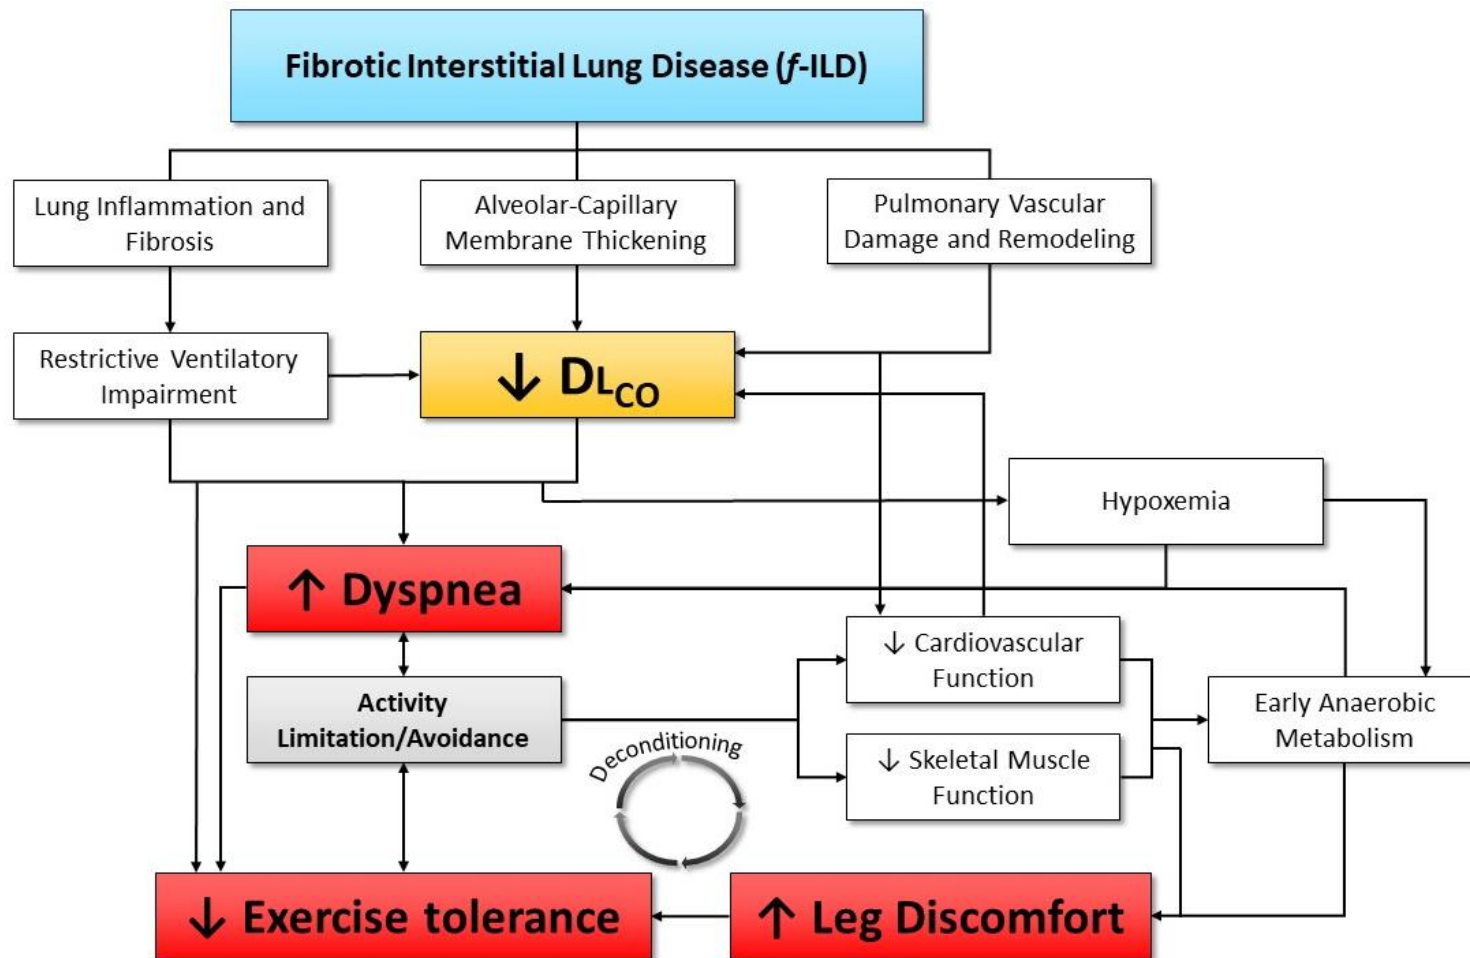 Fibrotic Interstitial Lung Disease (f-ILD)
Lung Inflammation and
Fibrosis
Alveolar-Capillary
Membrane Thickening
Pulmonary Vascular
Damage and Remodeling
Restrictive Ventilatory
Impairment
↓ DLCO
Hypoxemia
↑ Dyspnea
↓ Cardiovascular
Function
Activity
Limitation/Avoidance
Early Anaerobic
Metabolism
Deconditioning
↓ Skeletal Muscle
Function
↓ Exercise tolerance
↑ Leg Discomfort